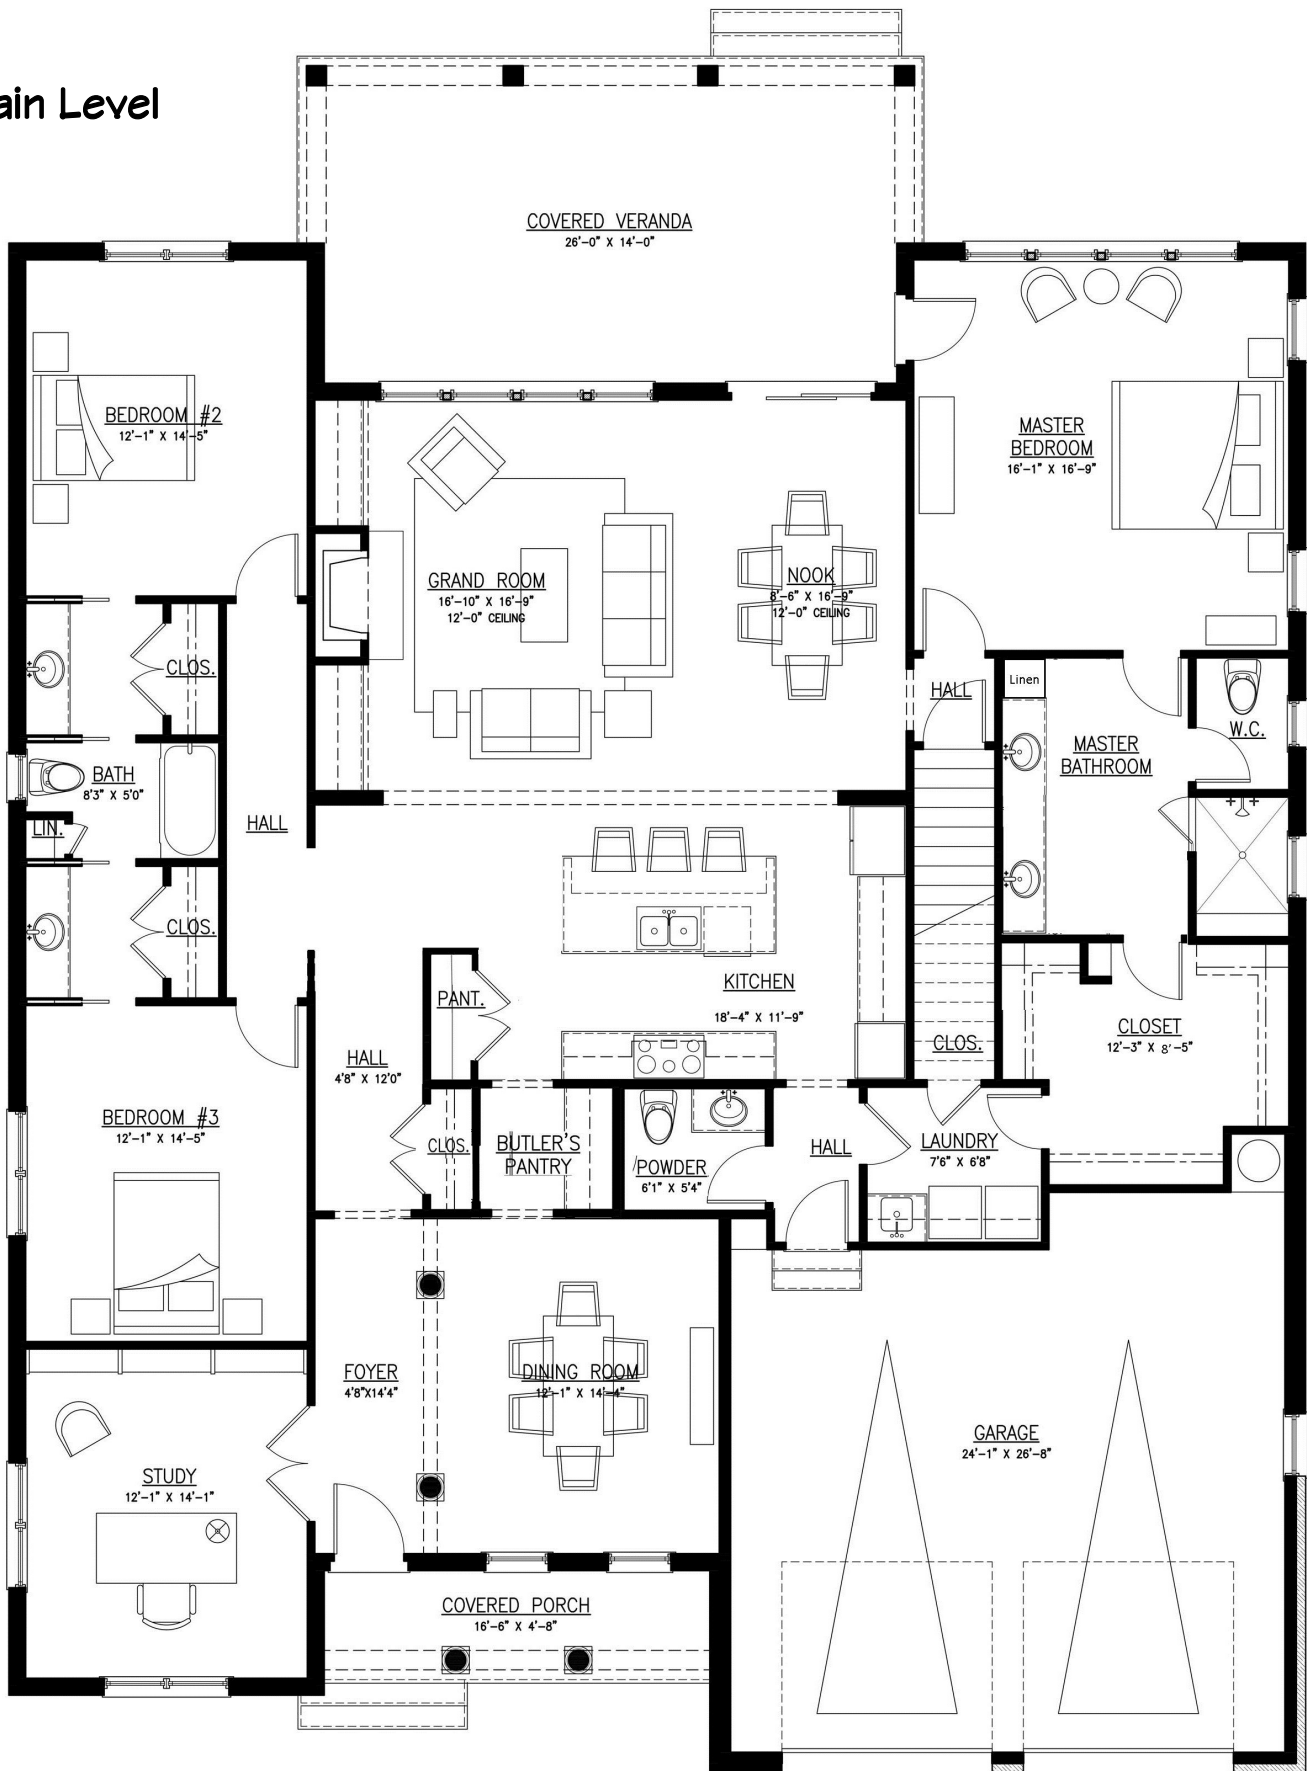 ain Level
COVERED VERANDA
26'-0" X 14'-0"
BEDROOM #2
12'-1" X 14'-5"
MASTER
BEDROOM
16'-1" X 16'-9"
GRAND ROOM
16'-10" X 16'-9"
12'-0" CEILING
NOOK
8'-6" X 16'-9"
12'-0" CEILING
CLOS.
HALL
Linen
W.C.
MASTER
BATHROOM
BATH
8'3" X 5'0"
LIN.
HALL
CLOS.
KITCHEN
18'-4" X 11'-9"
PANT.
CLOS.
CLOSET
12'-3" X 8'-5"
HALL
4'8" X 12'0"
BEDROOM #3
12'-1" X 14'-5"
CLOS.
BUTLER'S
PANTRY
POWDER
6'1" X 5'4"
HALL
LAUNDRY
7'6" X 6'8"
FOYER
4'8"X14'4"
DINING ROOM
12'-1" X 14'-4"
GARAGE
24'-1" X 26'-8"
STUDY
12'-1" X 14'-1"
COVERED PORCH
16'-6" X 4'-8"